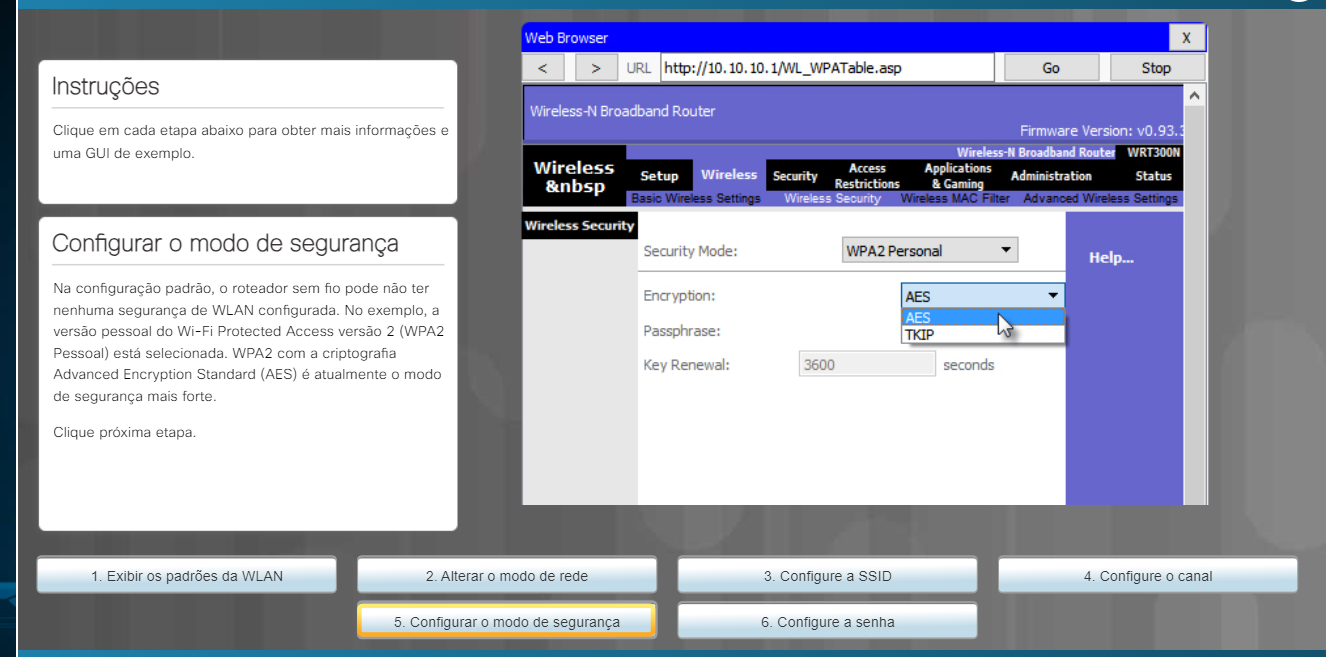 Instruções
Clique em cada etapa abaixo para obter mais informações e
uma GUI de exemplo.
Configurar o modo de segurança
Na configuração padrão, o roteador sem fio pode não ter
nenhuma segurança de WLAN configurada. No exemplo, a
versão pessoal do Wi-Fi Protected Access versão 2 (WPA2
Pessoal) está selecionada. WPA2 com a criptografia
Advanced Encryption Standard (AES) é atualmente o modo
de segurança mais forte.
Clique próxima etapa.
Web Browser X
< > URL http://10.10.10.1/WL_WPATable.asp Go Stop
Wireless-N Broadband Router
Firmware Version: v0.93.3
Wireless-N Broadband Router WRT300N
Wireless
&nbsp
Setup Wireless Security Access Restrictions Applications & Gaming Administration Status
Basic Wireless Settings Wireless Security Wireless MAC Filter Advanced Wireless Settings
Wireless Security
Security Mode: WPA2 Personal
Help...
Encryption: AES
AES
TKIP
Passphrase:
Key Renewal: 3600 seconds
1. Exibir os padrões da WLAN
2. Alterar o modo de rede
3. Configure a SSID
4. Configure o canal
5. Configurar o modo de segurança
6. Configure a senha